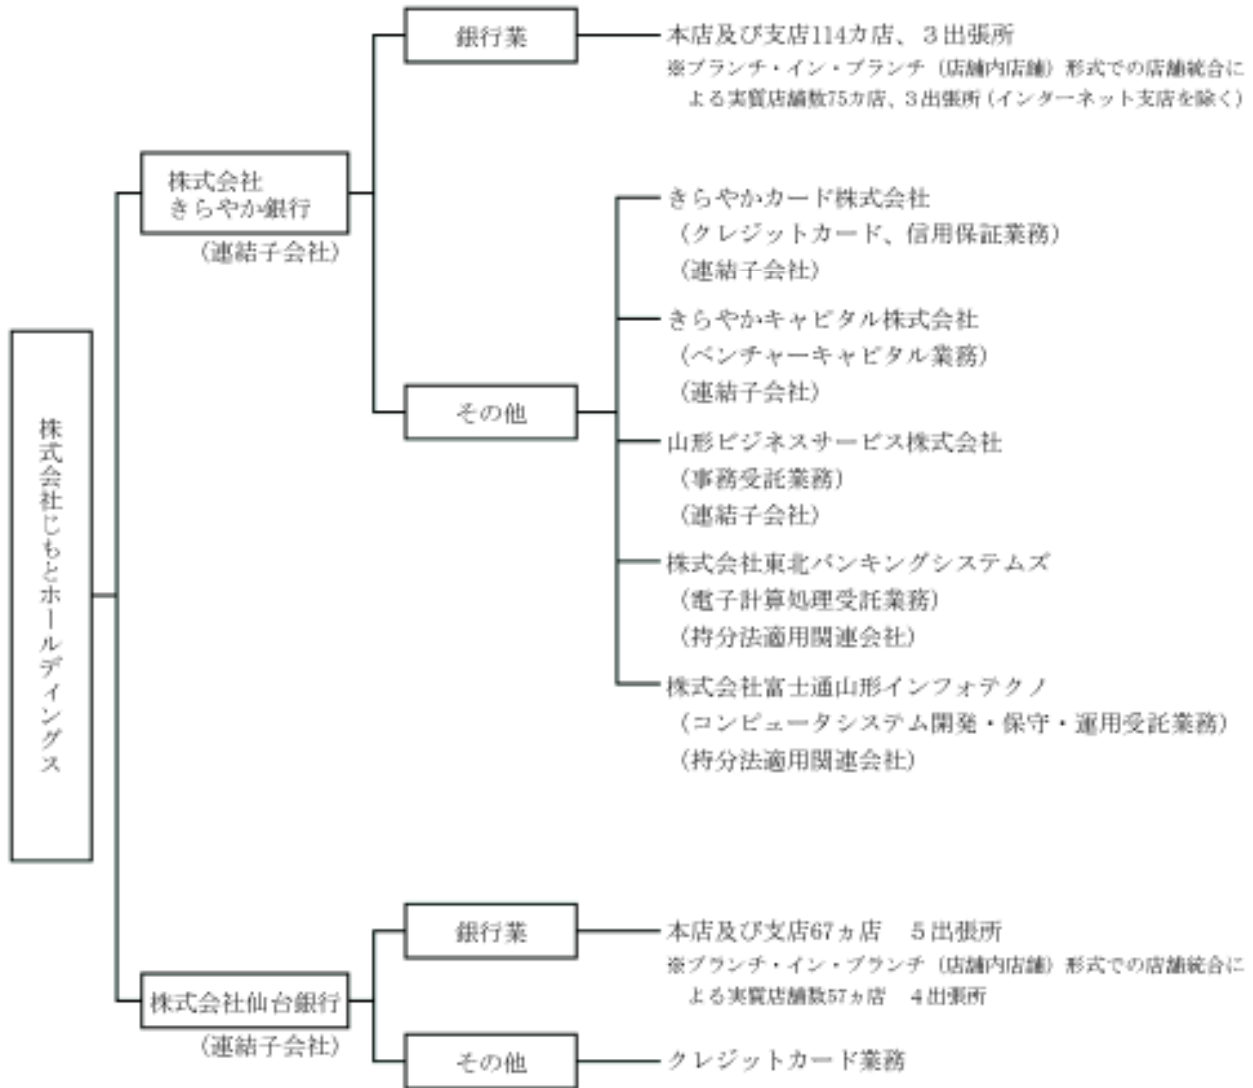 株式会社じもとホールディングス
株式会社
きらやか銀行
(連結子会社)
銀行業
本店及び支店114カ店、３出張所
※ブランチ・イン・ブランチ（店舗内店舗）形式での店舗統合に
よる実質店舗数75カ店、３出張所（インターネット支店を除く）
その他
きらやかカード株式会社
（クレジットカード、信用保証業務）
（連結子会社）
きらやかキャピタル株式会社
（ベンチャーキャピタル業務）
（連結子会社）
山形ビジネスサービス株式会社
（事務受託業務）
（連結子会社）
株式会社東北バンキングシステムズ
（電子計算処理受託業務）
（持分法適用関連会社）
株式会社富士通山形インフォテクノ
（コンピュータシステム開発・保守・運用受託業務）
（持分法適用関連会社）
株式会社仙台銀行
（連結子会社）
銀行業
本店及び支店67ヵ店　５出張所
※ブランチ・イン・ブランチ（店舗内店舗）形式での店舗統合に
よる実質店舗数57ヵ店　４出張所
その他
クレジットカード業務